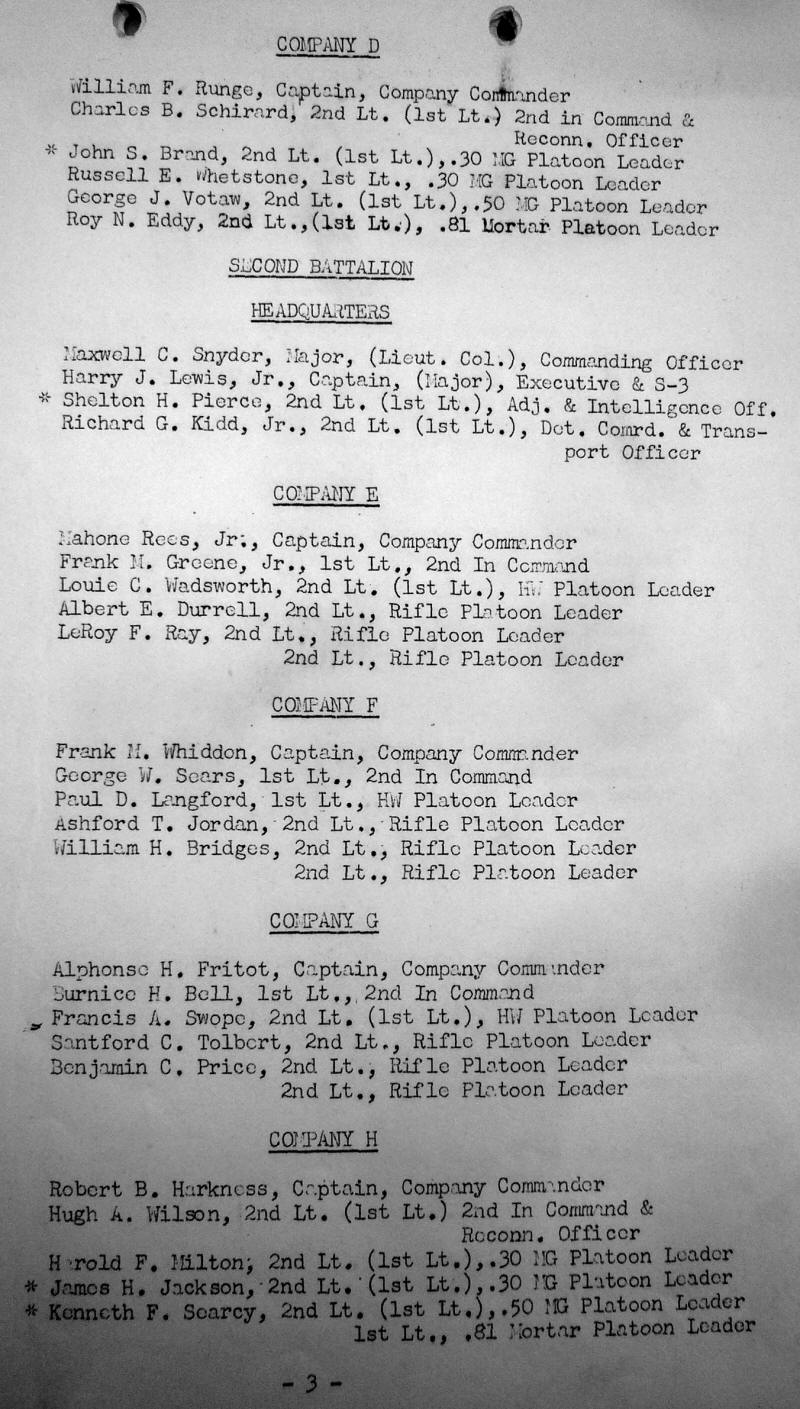 COMPANY D
William F. Runge, Captain, Company Commander
Charles B. Schirard, 2nd Lt. (1st Lt.) 2nd in Command &
Reconn. Officer
* John S. Brand, 2nd Lt. (1st Lt.),.30 MG Platoon Leader
Russell E. Whetstone, 1st Lt., .30 MG Platoon Leader
George J. Votaw, 2nd Lt. (1st Lt.),.50 MG Platoon Leader
Roy N. Eddy, 2nd Lt.,(1st Lt.), .81 Mortar Platoon Leader
SECOND BATTALION
HEADQUARTERS
Maxwell C. Snyder, Major, (Lieut. Col.), Commanding Officer
Harry J. Lewis, Jr., Captain, (Major), Executive & S-3
* Shelton H. Pierce, 2nd Lt. (1st Lt.), Adj. & Intelligence Off.
Richard G. Kidd, Jr., 2nd Lt. (1st Lt.), Det. Comrd. & Trans-
port Officer
COMPANY E
Mahone Rees, Jr., Captain, Company Commander
Frank M. Greene, Jr., 1st Lt., 2nd In Command
Louie C. Wadsworth, 2nd Lt. (1st Lt.), HW Platoon Leader
Albert E. Durrell, 2nd Lt., Rifle Platoon Leader
LeRoy F. Ray, 2nd Lt., Rifle Platoon Leader
2nd Lt., Rifle Platoon Leader
COMPANY F
Frank M. Whiddon, Captain, Company Commander
George W. Sears, 1st Lt., 2nd In Command
Paul D. Langford, 1st Lt., HW Platoon Leader
Ashford T. Jordan, 2nd Lt., Rifle Platoon Leader
William H. Bridges, 2nd Lt., Rifle Platoon Leader
2nd Lt., Rifle Platoon Leader
COMPANY G
Alphonse H. Fritot, Captain, Company Commander
Burnice H. Bell, 1st Lt., 2nd In Command
Francis A. Swope, 2nd Lt. (1st Lt.), HW Platoon Leader
Santford C. Tolbert, 2nd Lt., Rifle Platoon Leader
Benjamin C. Price, 2nd Lt., Rifle Platoon Leader
2nd Lt., Rifle Platoon Leader
COMPANY H
Robert B. Harkness, Captain, Company Commander
Hugh A. Wilson, 2nd Lt. (1st Lt.) 2nd In Command &
Reconn. Officer
Harold F. Milton, 2nd Lt. (1st Lt.),.30 MG Platoon Leader
* James H. Jackson, 2nd Lt. (1st Lt.),.30 MG Platoon Leader
* Kenneth F. Searcy, 2nd Lt. (1st Lt.),.50 MG Platoon Leader
1st Lt., .81 Mortar Platoon Leader
- 3 -